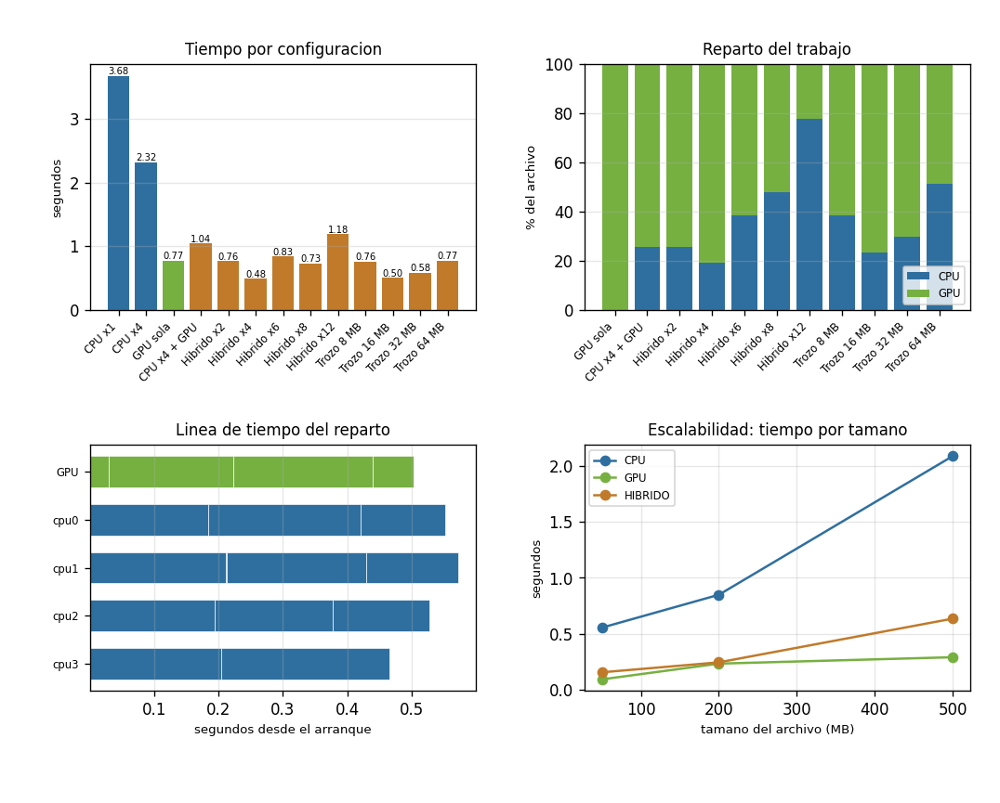 Tiempo por configuracion
segundos
3
2
1
0
3.68
2.32
0.77
1.04
0.76
0.48
0.83
0.73
1.18
0.76
0.50
0.58
0.77
CPU x1
CPU x4
GPU sola
CPU x4 + GPU
Hibrido x2
Hibrido x4
Hibrido x6
Hibrido x8
Hibrido x12
Trozo 8 MB
Trozo 16 MB
Trozo 32 MB
Trozo 64 MB
Reparto del trabajo
% del archivo
100
80
60
40
20
0
CPU
GPU
GPU sola
CPU x4 + GPU
Hibrido x2
Hibrido x4
Hibrido x6
Hibrido x8
Hibrido x12
Trozo 8 MB
Trozo 16 MB
Trozo 32 MB
Trozo 64 MB
Linea de tiempo del reparto
GPU
cpu0
cpu1
cpu2
cpu3
0.1
0.2
0.3
0.4
0.5
segundos desde el arranque
Escalabilidad: tiempo por tamano
segundos
2.0
1.5
1.0
0.5
0.0
CPU
GPU
HIBRIDO
100
200
300
400
500
tamano del archivo (MB)